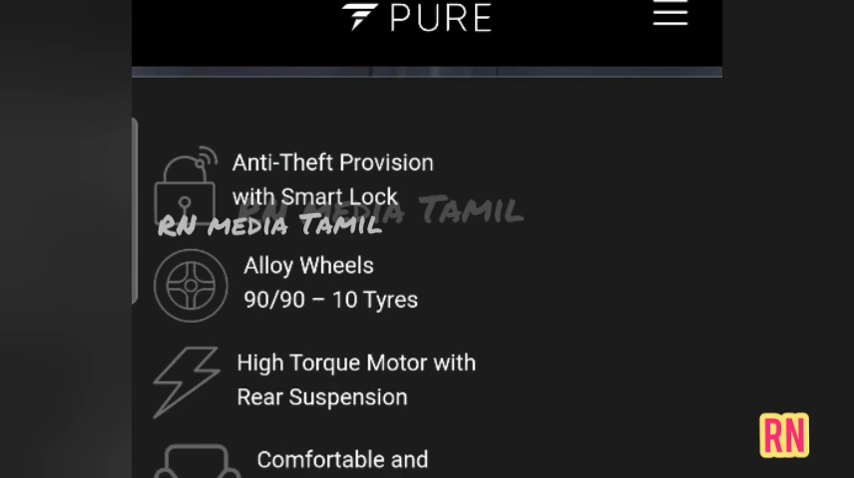 PURE
Anti-Theft Provision
with Smart Lock
RN MEDIA TAMIL
RN MEDIA TAMIL
Alloy Wheels
90/90 – 10 Tyres
High Torque Motor with
Rear Suspension
Comfortable and
RN